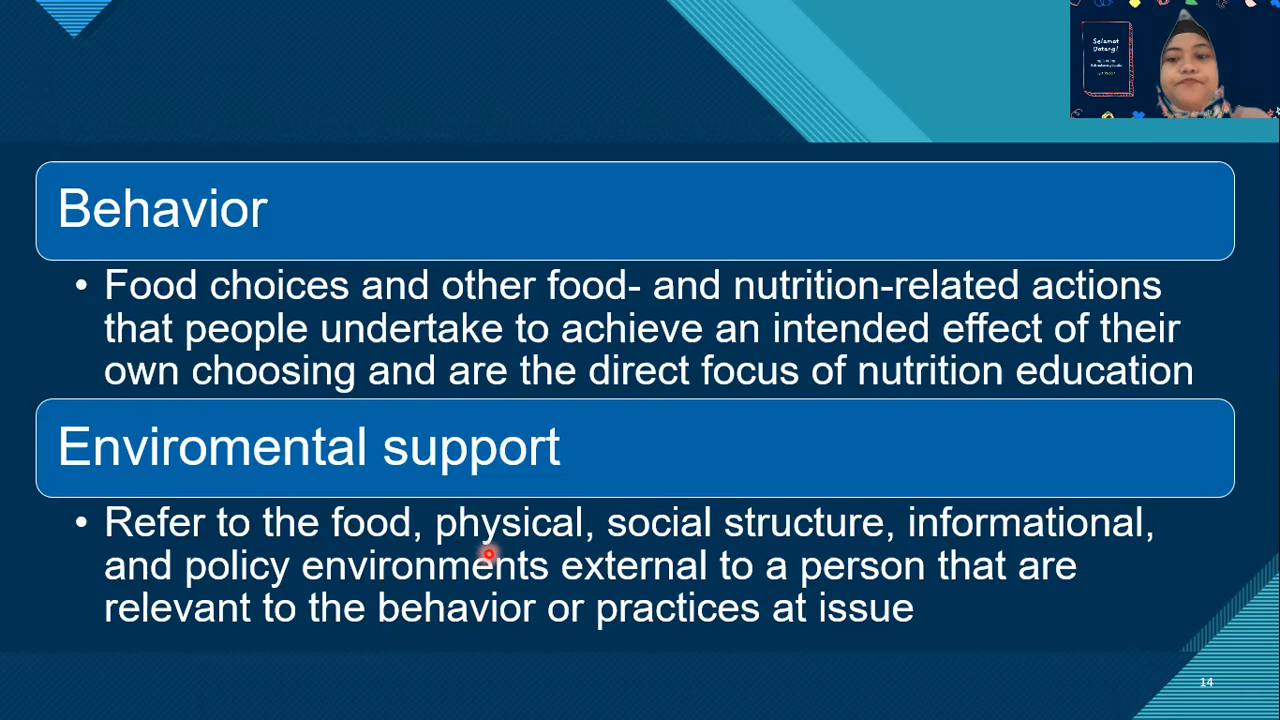 Selamat
Datang!
Behavior
• Food choices and other food- and nutrition-related actions
that people undertake to achieve an intended effect of their
own choosing and are the direct focus of nutrition education
Enviromental support
• Refer to the food, physical, social structure, informational,
and policy environments external to a person that are
relevant to the behavior or practices at issue
14